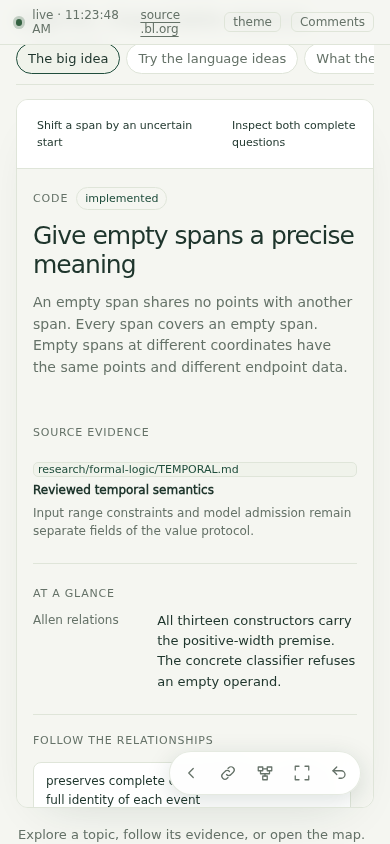 live · 11:23:48
AM
source
.bl.org
theme
Comments
The big idea
Try the language ideas
What the
Shift a span by an uncertain
start
Inspect both complete
questions
CODE implemented
Give empty spans a precise
meaning
An empty span shares no points with another
span. Every span covers an empty span.
Empty spans at different coordinates have
the same points and different endpoint data.
SOURCE EVIDENCE
research/formal-logic/TEMPORAL.md
Reviewed temporal semantics
Input range constraints and model admission remain
separate fields of the value protocol.
AT A GLANCE
Allen relations
All thirteen constructors carry
the positive-width premise.
The concrete classifier refuses
an empty operand.
FOLLOW THE RELATIONSHIPS
preserves complete
full identity of each event
Explore a topic, follow its evidence, or open the map.